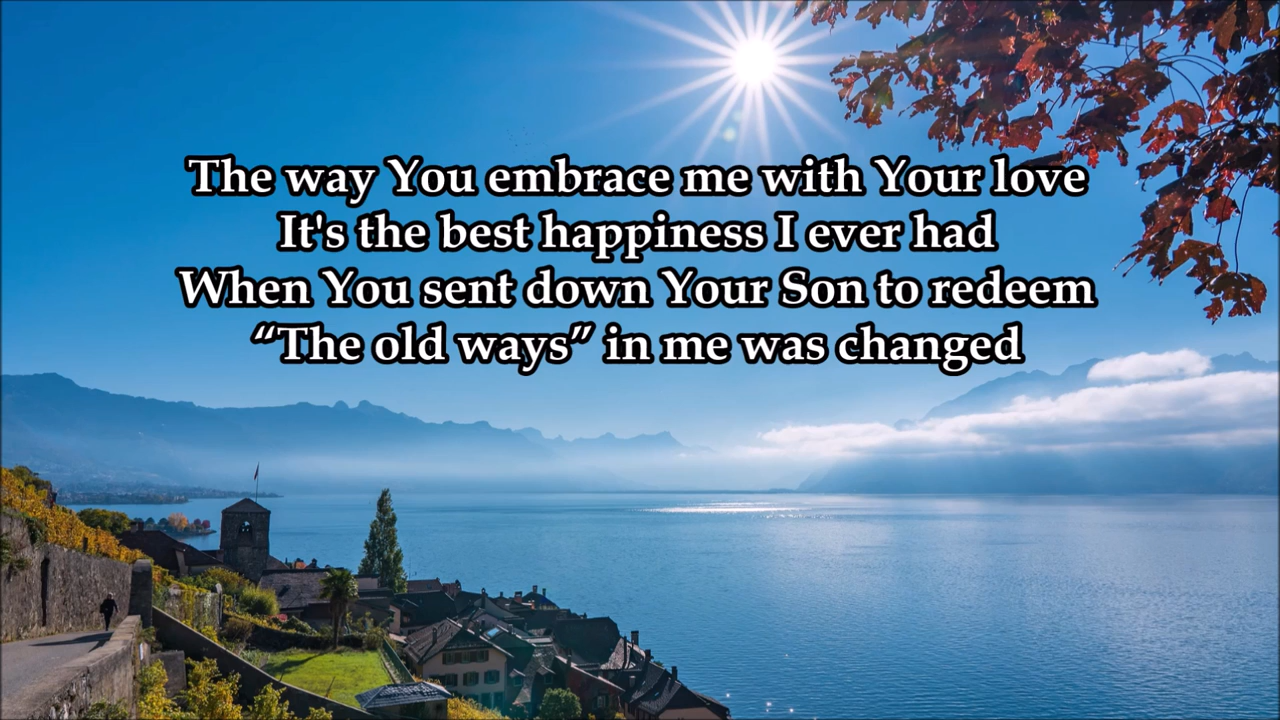 The way You embrace me with Your love
It's the best happiness I ever had
When You sent down Your Son to redeem
“The old ways” in me was changed